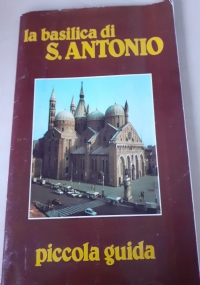 la basilica di
S. ANTONIO
piccola guida